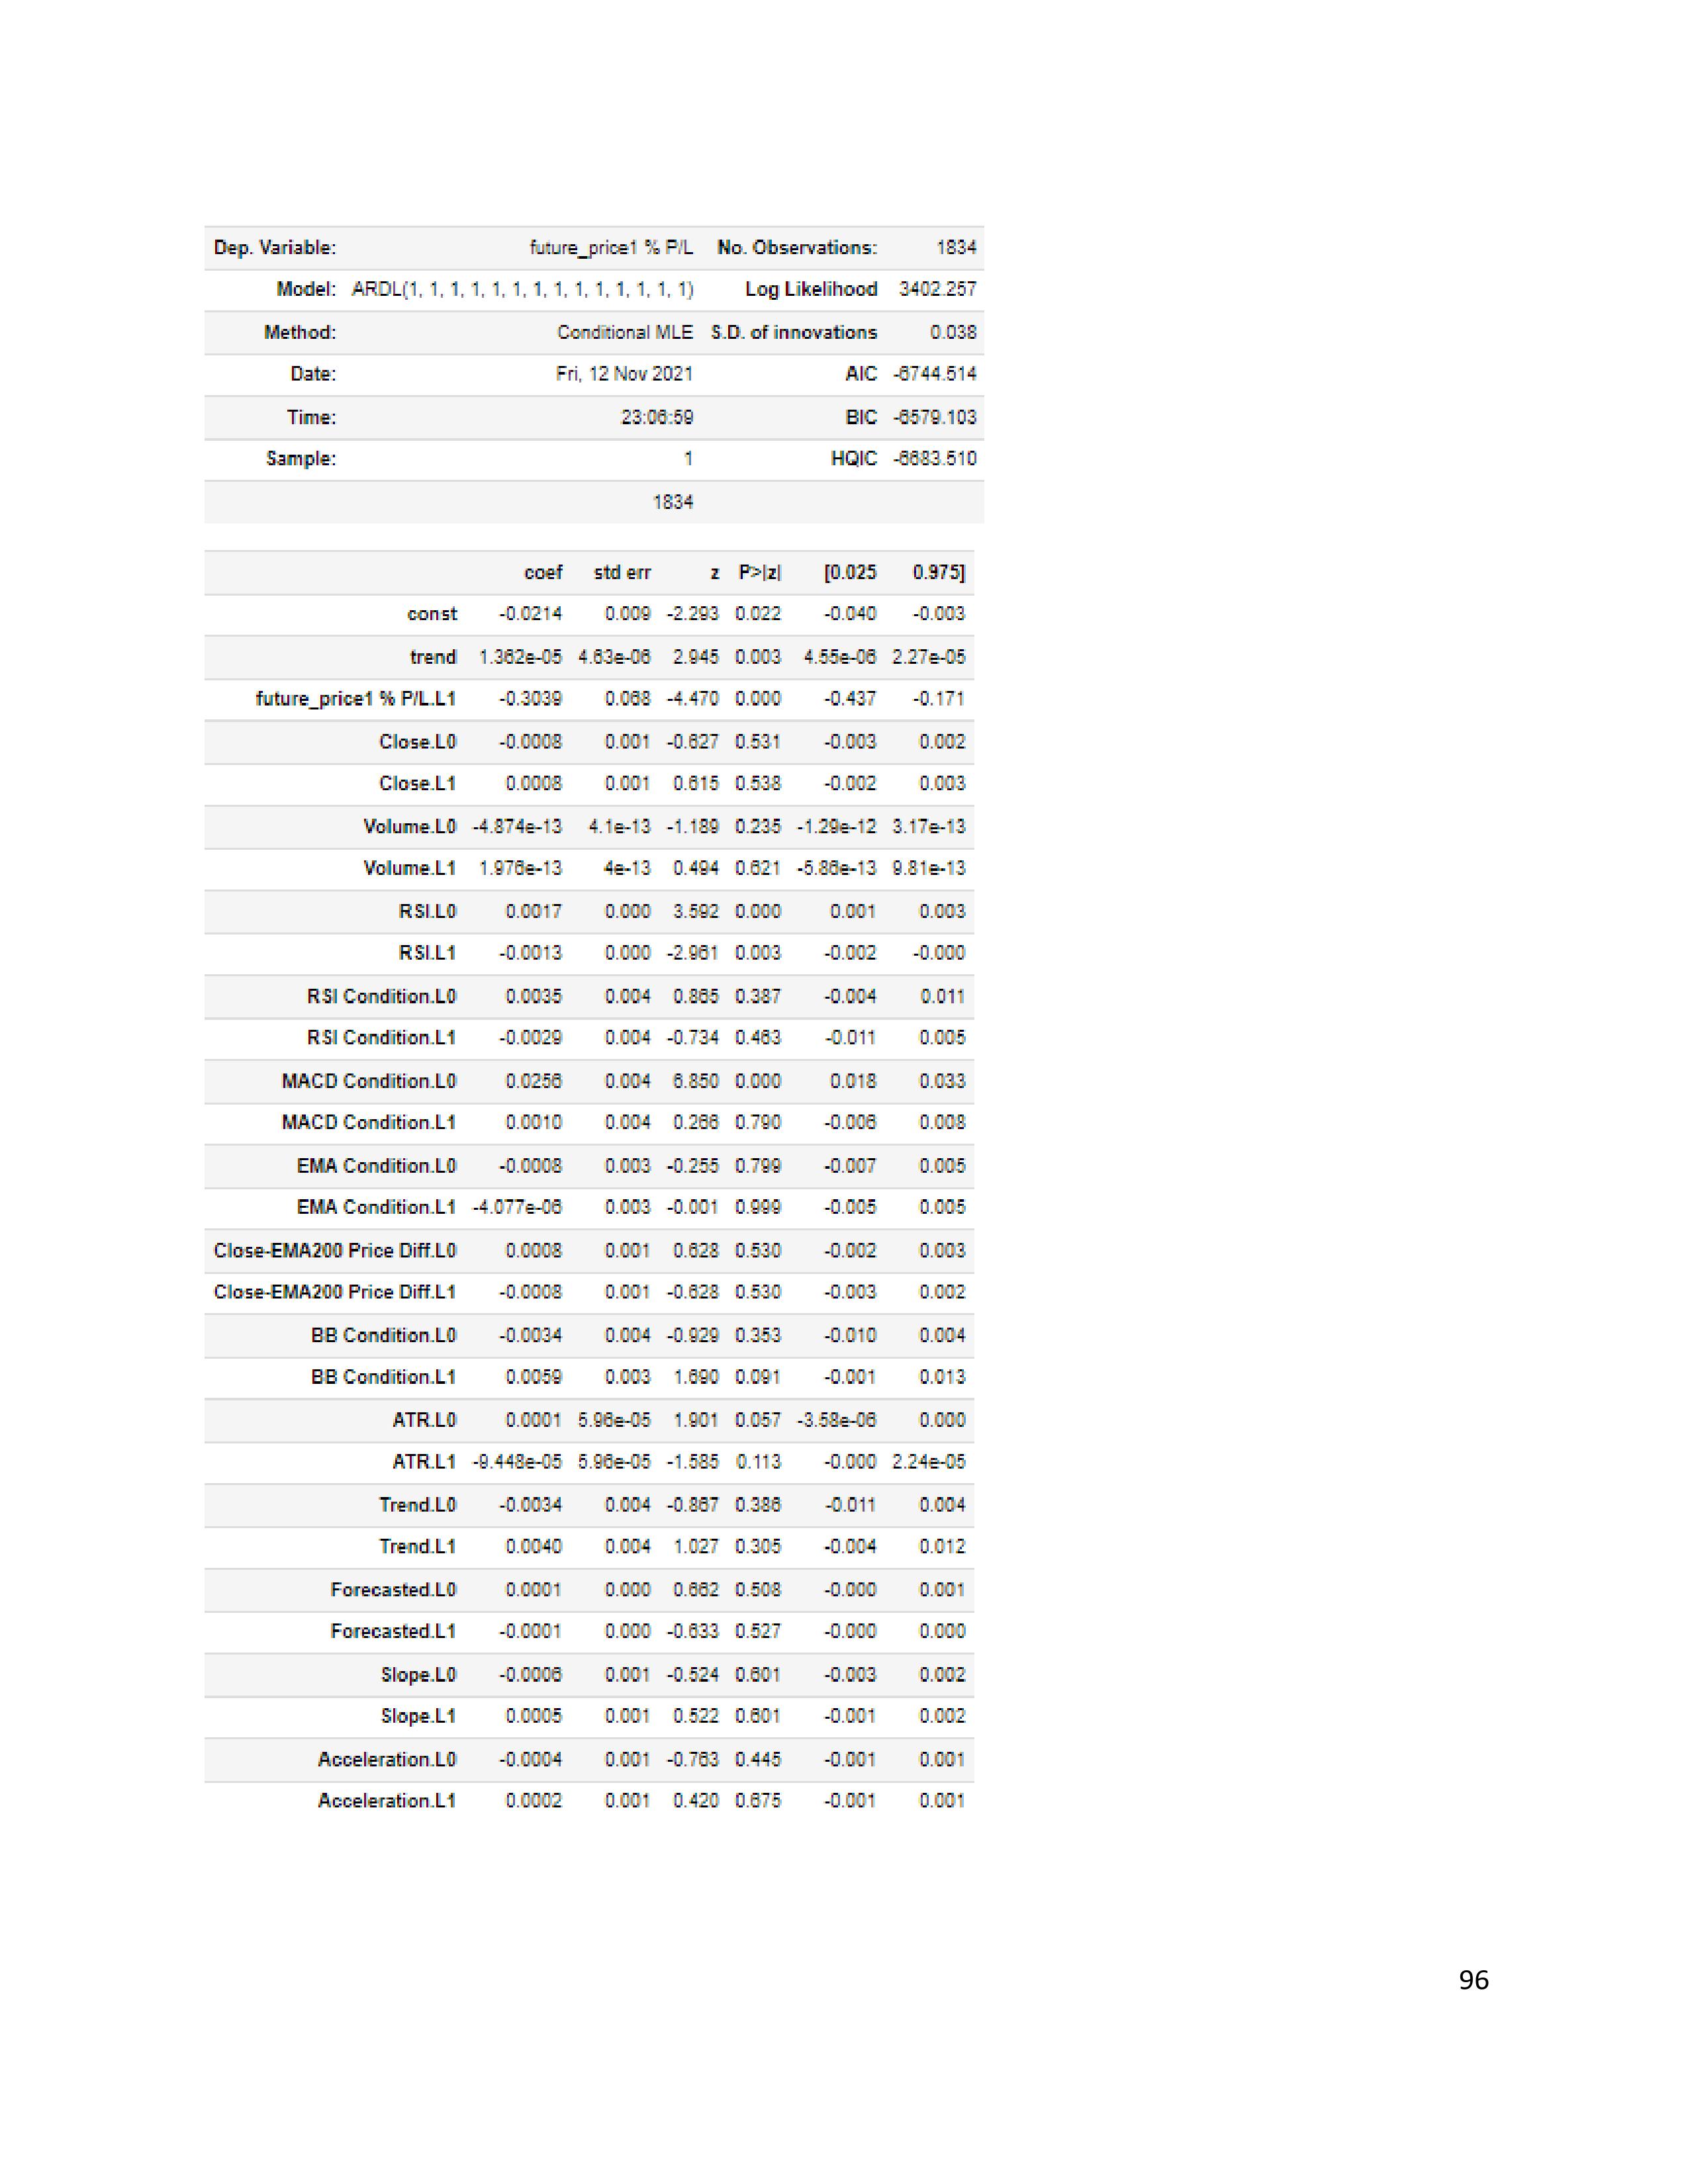 Dep. Variable: future_price1 % P/L No. Observations: 1834
Model: ARDL(1, 1, 1, 1, 1, 1, 1, 1, 1, 1, 1, 1, 1, 1) Log Likelihood 3402.257
Method: Conditional MLE S.D. of innovations 0.038
Date: Fri, 12 Nov 2021 AIC -6744.514
Time: 23:06:59 BIC -6579.103
Sample: 1 HQIC -6683.510
1834
coef std err z P>|z| [0.025 0.975]
const -0.0214 0.009 -2.293 0.022 -0.040 -0.003
trend 1.362e-05 4.63e-06 2.945 0.003 4.55e-06 2.27e-05
future_price1 % P/L.L1 -0.3039 0.068 -4.470 0.000 -0.437 -0.171
Close.L0 -0.0008 0.001 -0.627 0.531 -0.003 0.002
Close.L1 0.0008 0.001 0.615 0.538 -0.002 0.003
Volume.L0 -4.874e-13 4.1e-13 -1.189 0.235 -1.29e-12 3.17e-13
Volume.L1 1.976e-13 4e-13 0.494 0.621 -5.86e-13 9.81e-13
RSI.L0 0.0017 0.000 3.592 0.000 0.001 0.003
RSI.L1 -0.0013 0.000 -2.961 0.003 -0.002 -0.000
RSI Condition.L0 0.0035 0.004 0.865 0.387 -0.004 0.011
RSI Condition.L1 -0.0029 0.004 -0.734 0.463 -0.011 0.005
MACD Condition.L0 0.0256 0.004 6.850 0.000 0.018 0.033
MACD Condition.L1 0.0010 0.004 0.266 0.790 -0.006 0.008
EMA Condition.L0 -0.0008 0.003 -0.255 0.799 -0.007 0.005
EMA Condition.L1 -4.077e-06 0.003 -0.001 0.999 -0.005 0.005
Close-EMA200 Price Diff.L0 0.0008 0.001 0.628 0.530 -0.002 0.003
Close-EMA200 Price Diff.L1 -0.0008 0.001 -0.628 0.530 -0.003 0.002
BB Condition.L0 -0.0034 0.004 -0.929 0.353 -0.010 0.004
BB Condition.L1 0.0059 0.003 1.690 0.091 -0.001 0.013
ATR.L0 0.0001 5.96e-05 1.901 0.057 -3.58e-06 0.000
ATR.L1 -9.448e-05 5.96e-05 -1.585 0.113 -0.000 2.24e-05
Trend.L0 -0.0034 0.004 -0.867 0.386 -0.011 0.004
Trend.L1 0.0040 0.004 1.027 0.305 -0.004 0.012
Forecasted.L0 0.0001 0.000 0.662 0.508 -0.000 0.001
Forecasted.L1 -0.0001 0.000 -0.633 0.527 -0.000 0.000
Slope.L0 -0.0006 0.001 -0.524 0.601 -0.003 0.002
Slope.L1 0.0005 0.001 0.522 0.601 -0.001 0.002
Acceleration.L0 -0.0004 0.001 -0.763 0.445 -0.001 0.001
Acceleration.L1 0.0002 0.001 0.420 0.675 -0.001 0.001
96